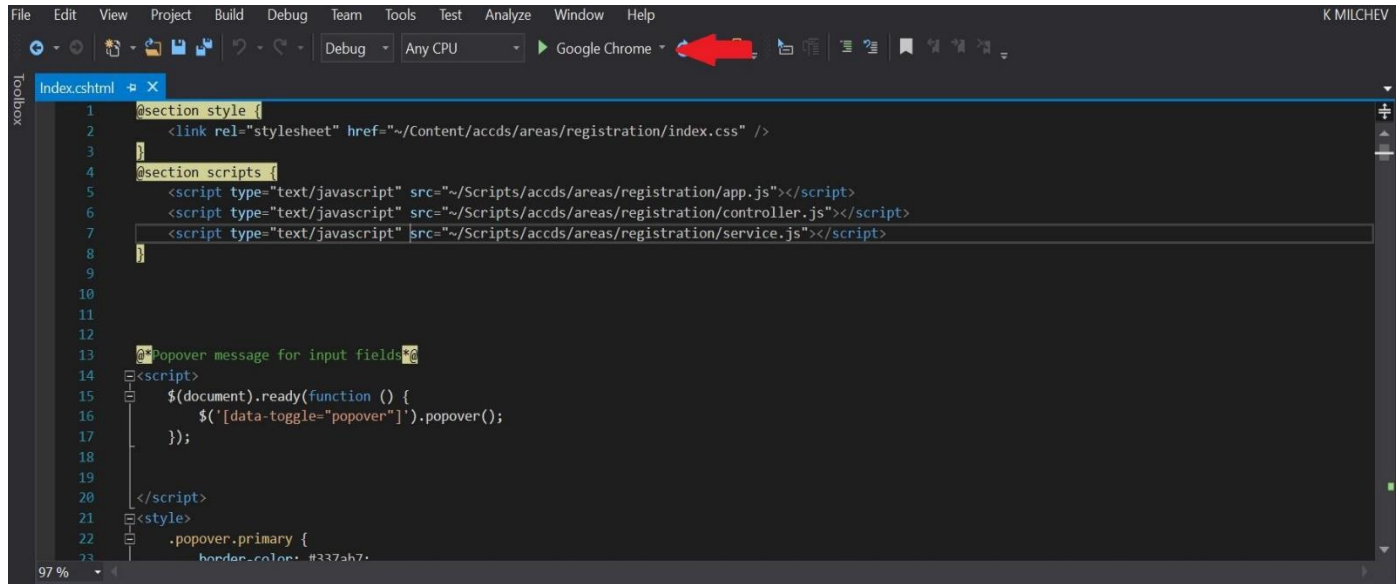 File Edit View Project Build Debug Team Tools Test Analyze Window Help K MILCHEV
Debug Any CPU Google Chrome
Toolbox
Index.cshtml
1 @section style {
2 <link rel="stylesheet" href="~/Content/accds/areas/registration/index.css" />
3 }
4 @section scripts {
5 <script type="text/javascript" src="~/Scripts/accds/areas/registration/app.js"></script>
6 <script type="text/javascript" src="~/Scripts/accds/areas/registration/controller.js"></script>
7 <script type="text/javascript" src="~/Scripts/accds/areas/registration/service.js"></script>
8 }
9
10
11
12
13 @*Popover message for input fields*@
14 <script>
15 $(document).ready(function () {
16 $('[data-toggle="popover"]').popover();
17 });
18
19
20 </script>
21 <style>
22 .popover.primary {
23 border-color: #337ab7;
97 %